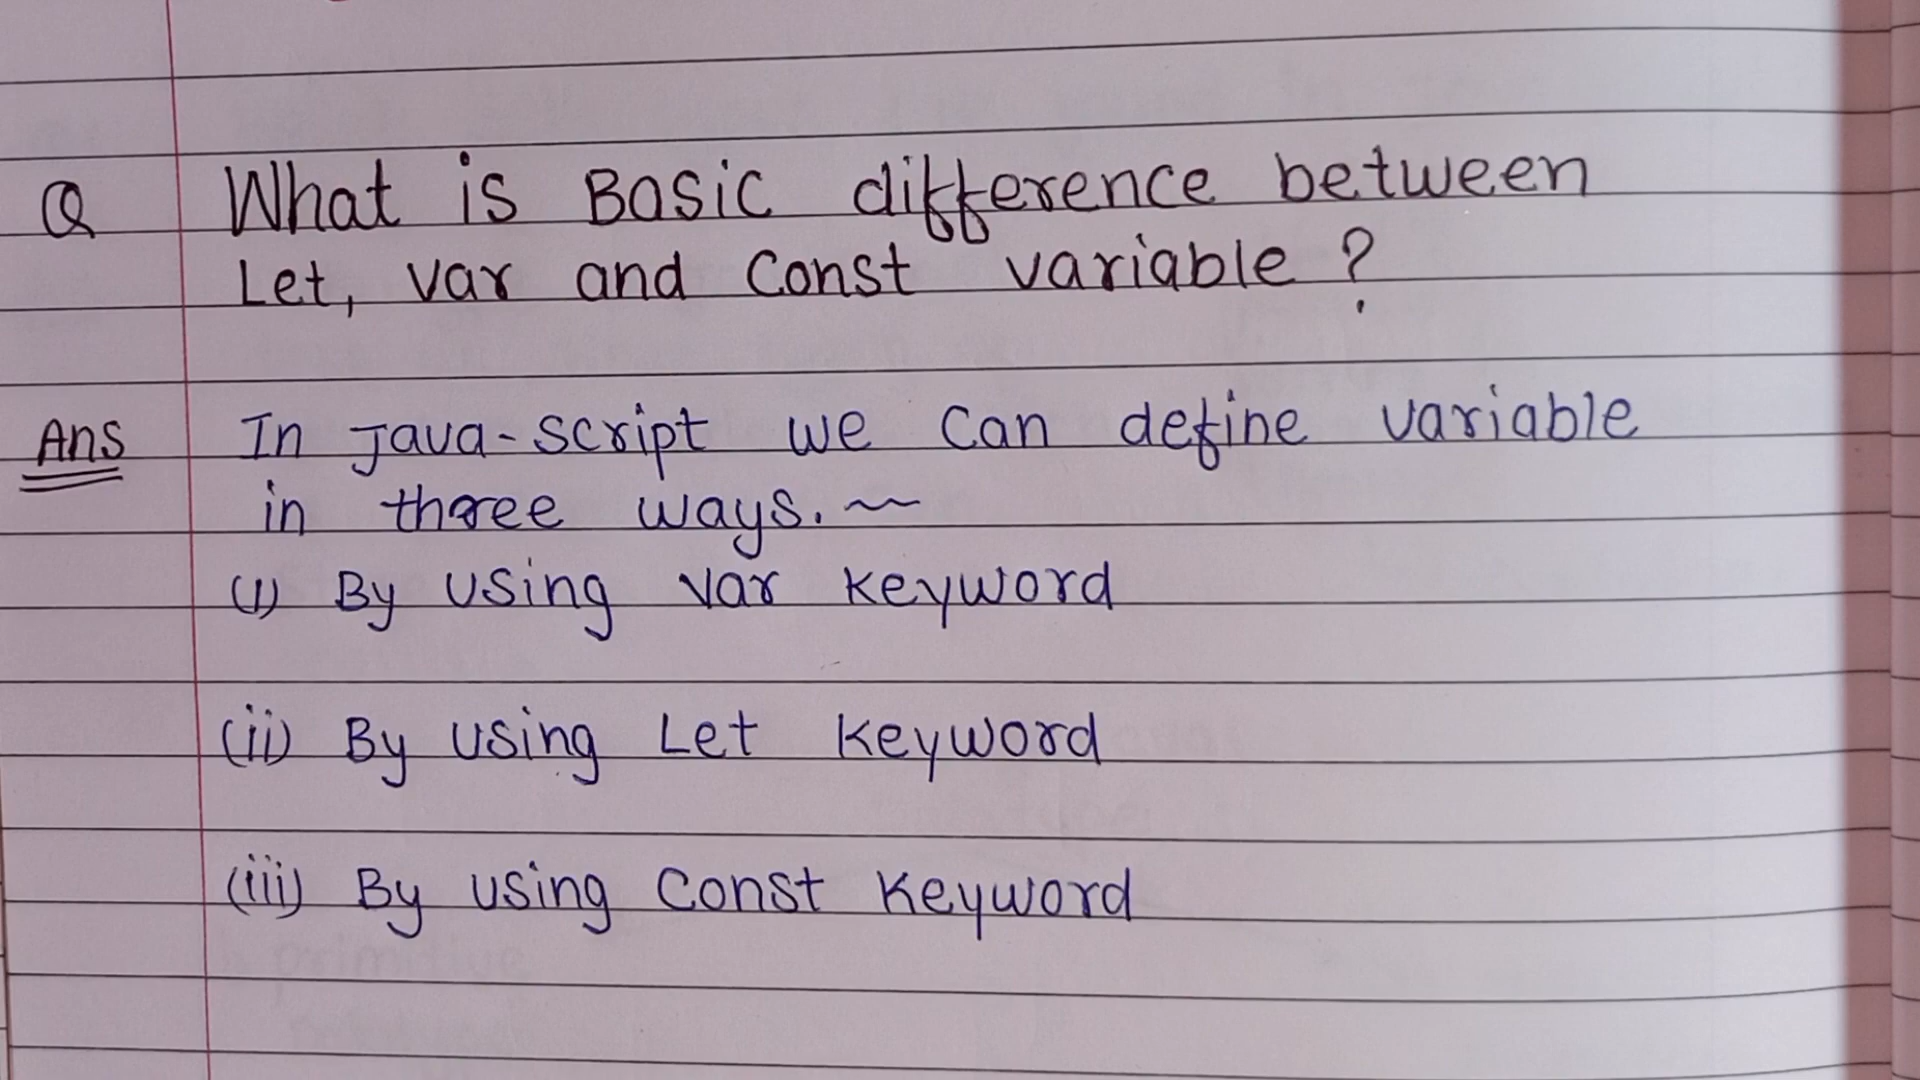 Q What is Basic difference between
Let, var and Const variable ?
Ans In Java-script we can define variable
in three ways. ~
(i) By using var keyword
(ii) By using Let keyword
(iii) By using Const keyword